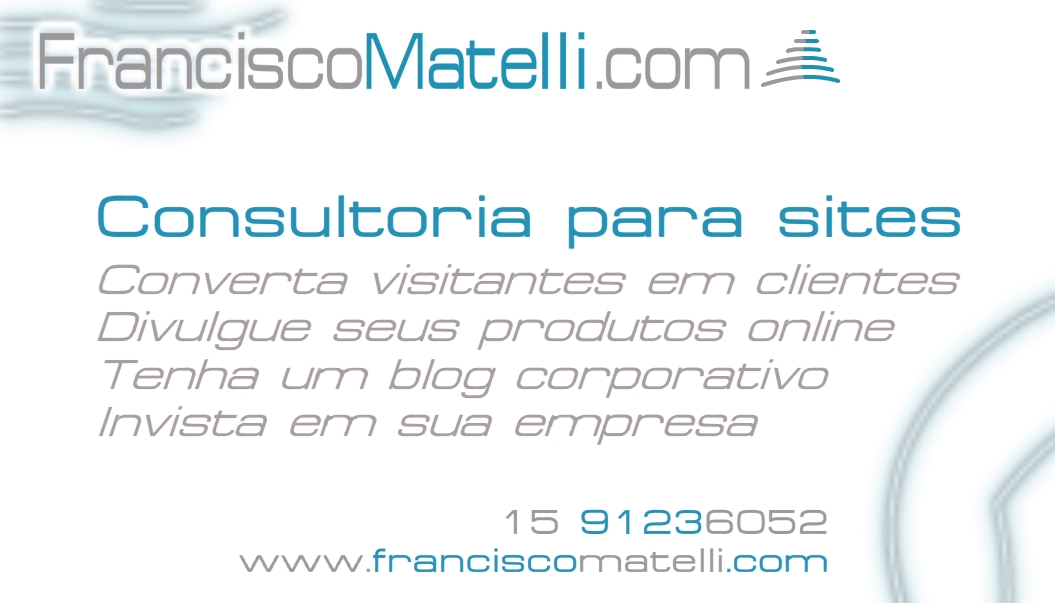 FranciscoMatelli.com
Consultoria para sites
Converta visitantes em clientes
Divulgue seus produtos online
Tenha um blog corporativo
Invista em sua empresa
15 91236052
www.franciscomatelli.com